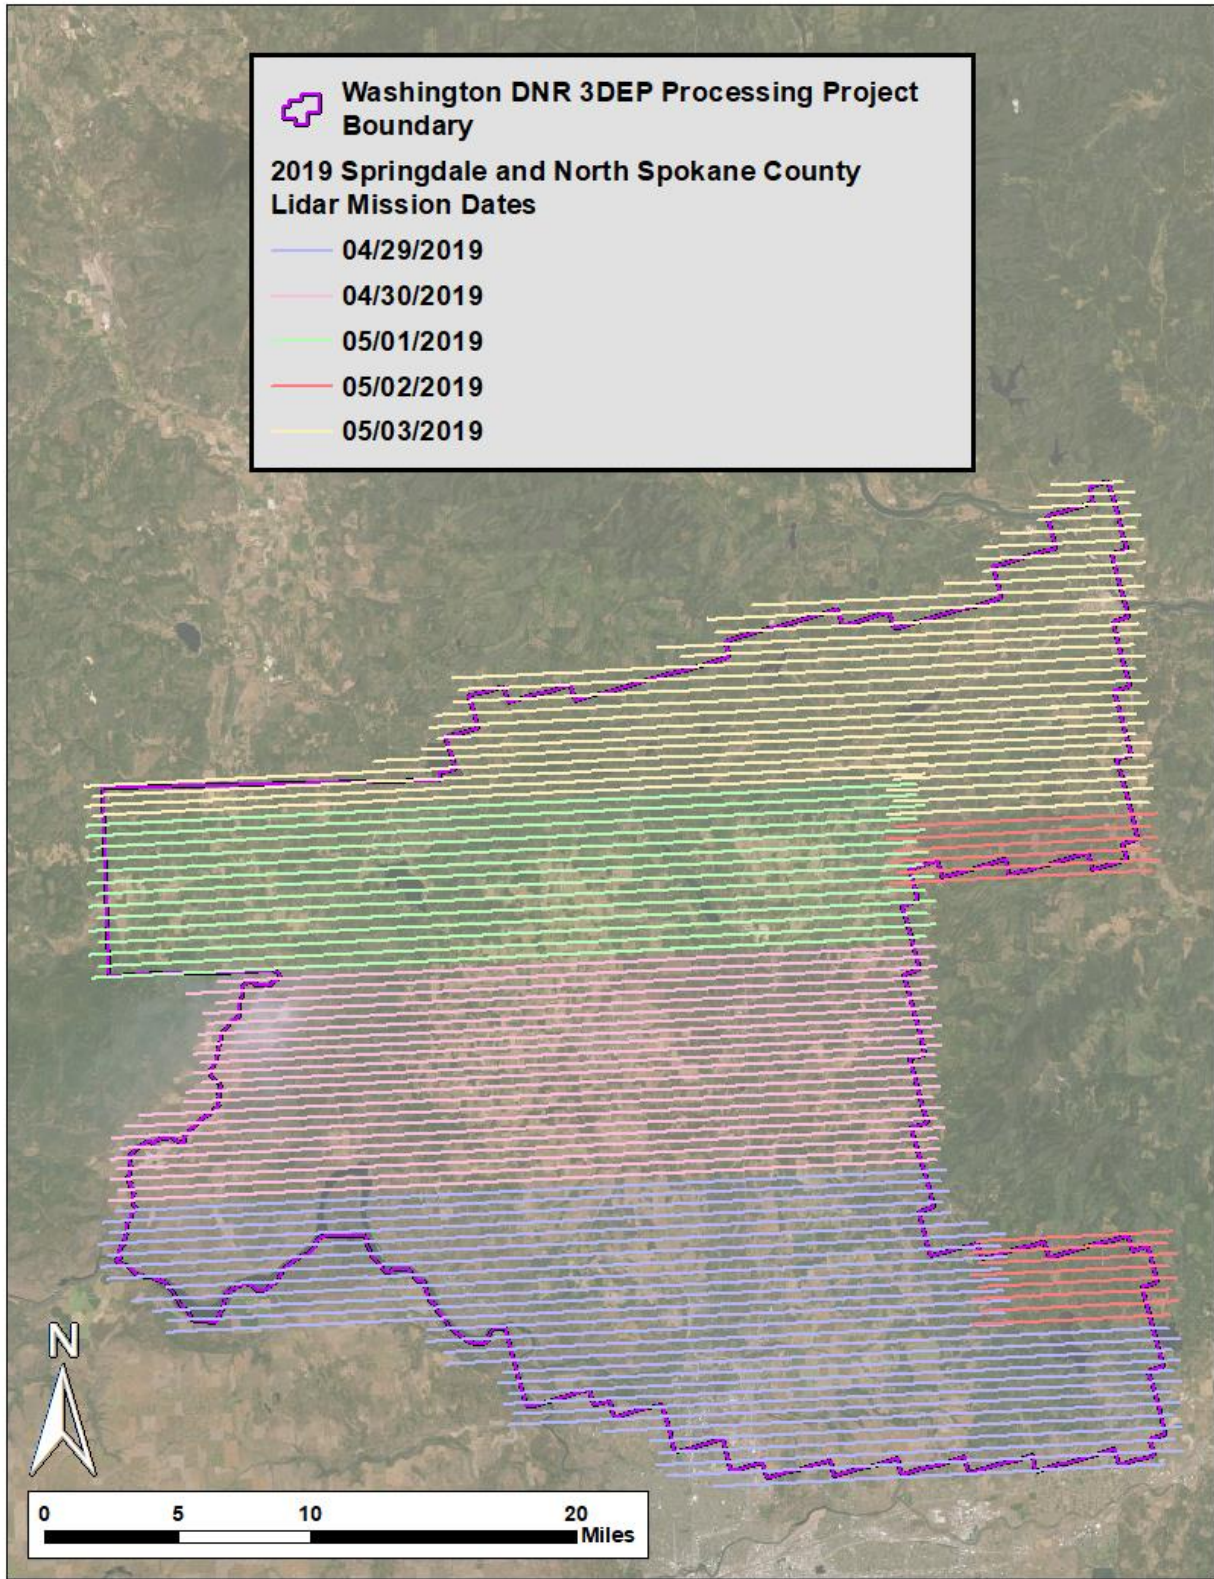 Washington DNR 3DEP Processing Project
Boundary
2019 Springdale and North Spokane County
Lidar Mission Dates
04/29/2019
04/30/2019
05/01/2019
05/02/2019
05/03/2019
N
0 5 10 20
Miles